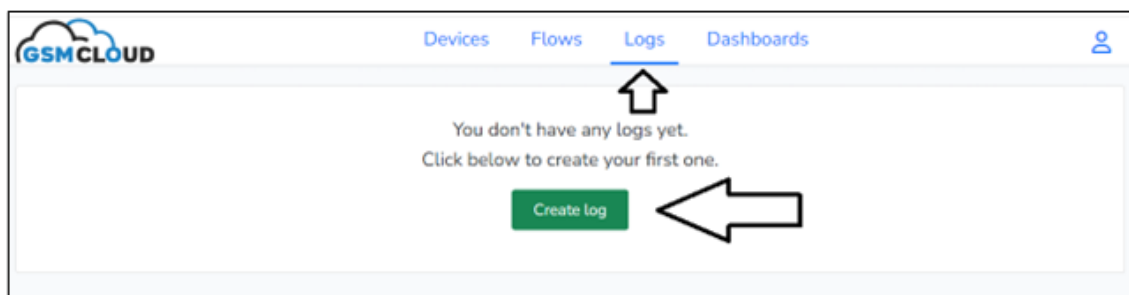 GSMCLOUD
Devices Flows Logs Dashboards
You don't have any logs yet.
Click below to create your first one.
Create log